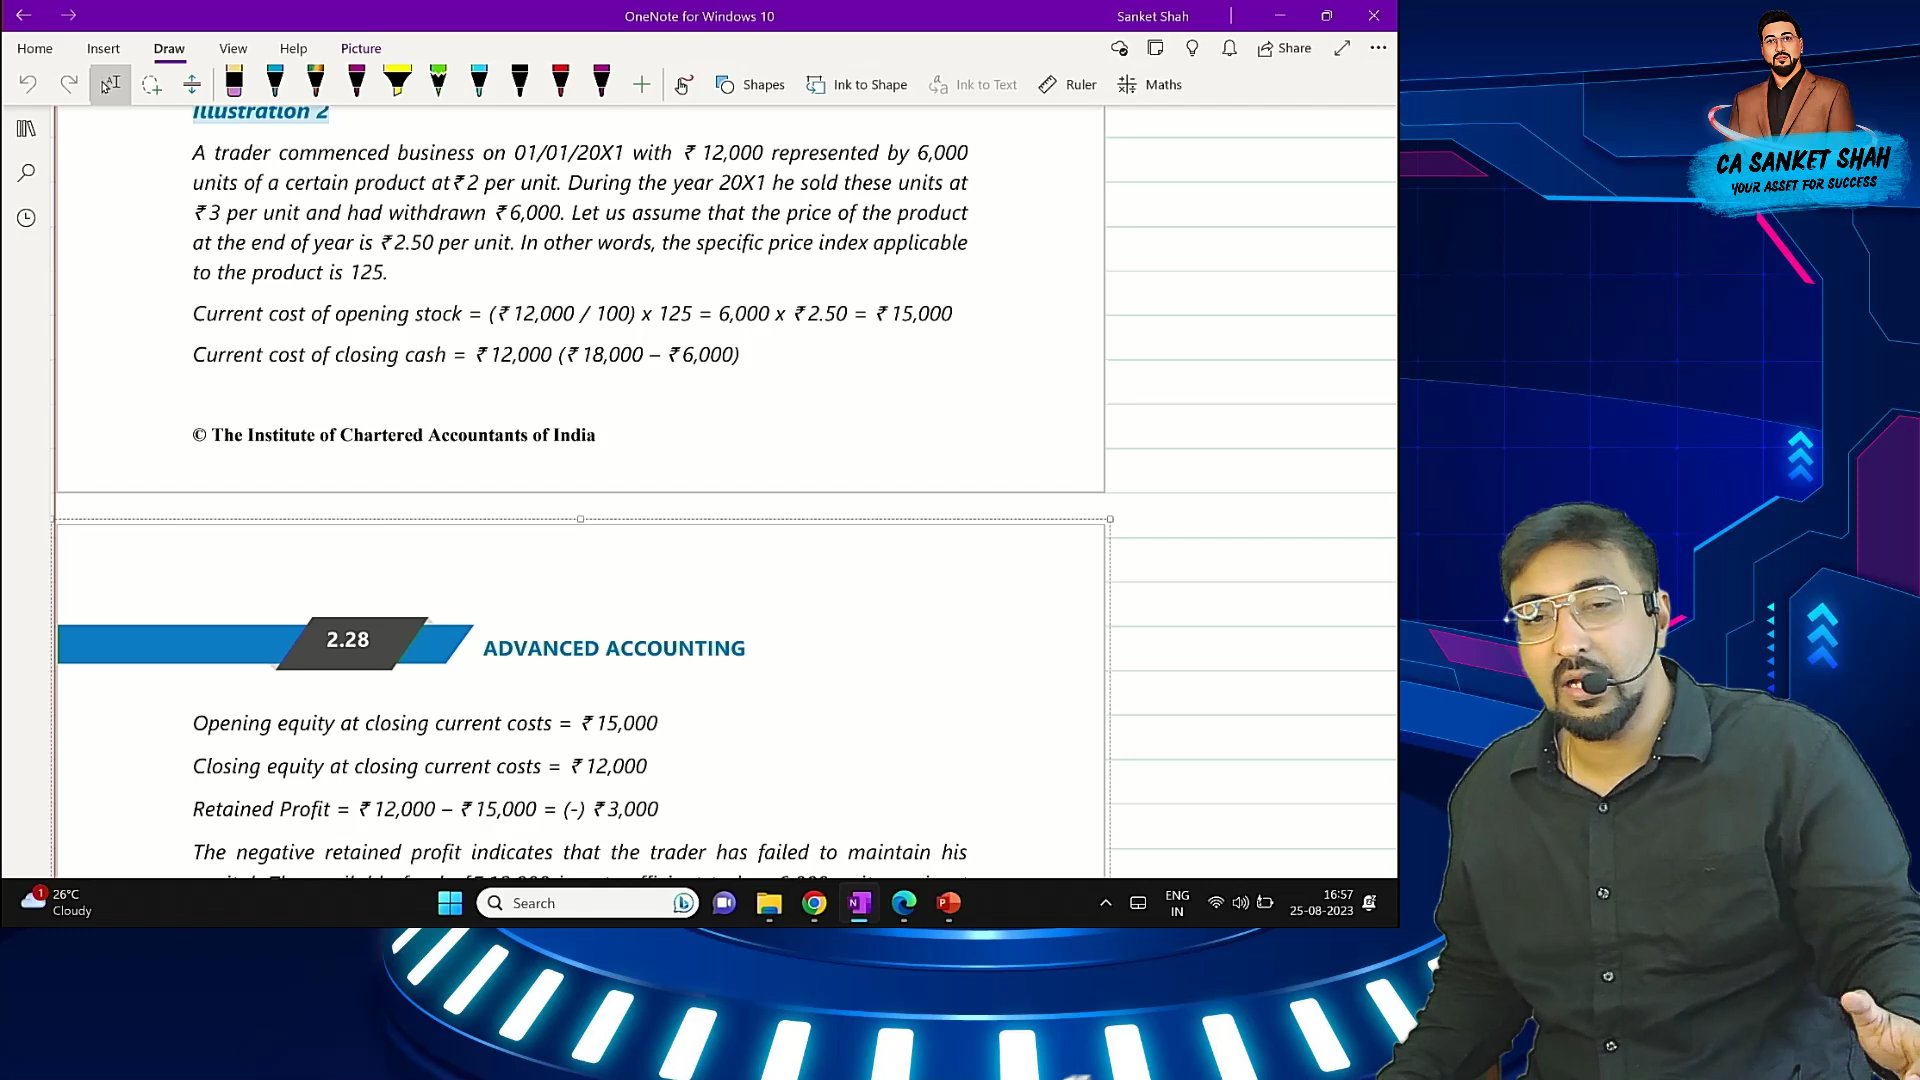 OneNote for Windows 10
Sanket Shah
Home Insert Draw View Help Picture
Share
Shapes Ink to Shape Ink to Text Ruler Maths
Illustration 2
A trader commenced business on 01/01/20X1 with ₹ 12,000 represented by 6,000
units of a certain product at ₹ 2 per unit. During the year 20X1 he sold these units at
₹ 3 per unit and had withdrawn ₹ 6,000. Let us assume that the price of the product
at the end of year is ₹ 2.50 per unit. In other words, the specific price index applicable
to the product is 125.
Current cost of opening stock = (₹ 12,000 / 100) x 125 = 6,000 x ₹ 2.50 = ₹ 15,000
Current cost of closing cash = ₹ 12,000 (₹ 18,000 – ₹ 6,000)
© The Institute of Chartered Accountants of India
2.28
ADVANCED ACCOUNTING
Opening equity at closing current costs = ₹ 15,000
Closing equity at closing current costs = ₹ 12,000
Retained Profit = ₹ 12,000 – ₹ 15,000 = (-) ₹ 3,000
The negative retained profit indicates that the trader has failed to maintain his
1
26°C
Cloudy
Search
ENG
IN
16:57
25-08-2023
CA SANKET SHAH
YOUR ASSET FOR SUCCESS